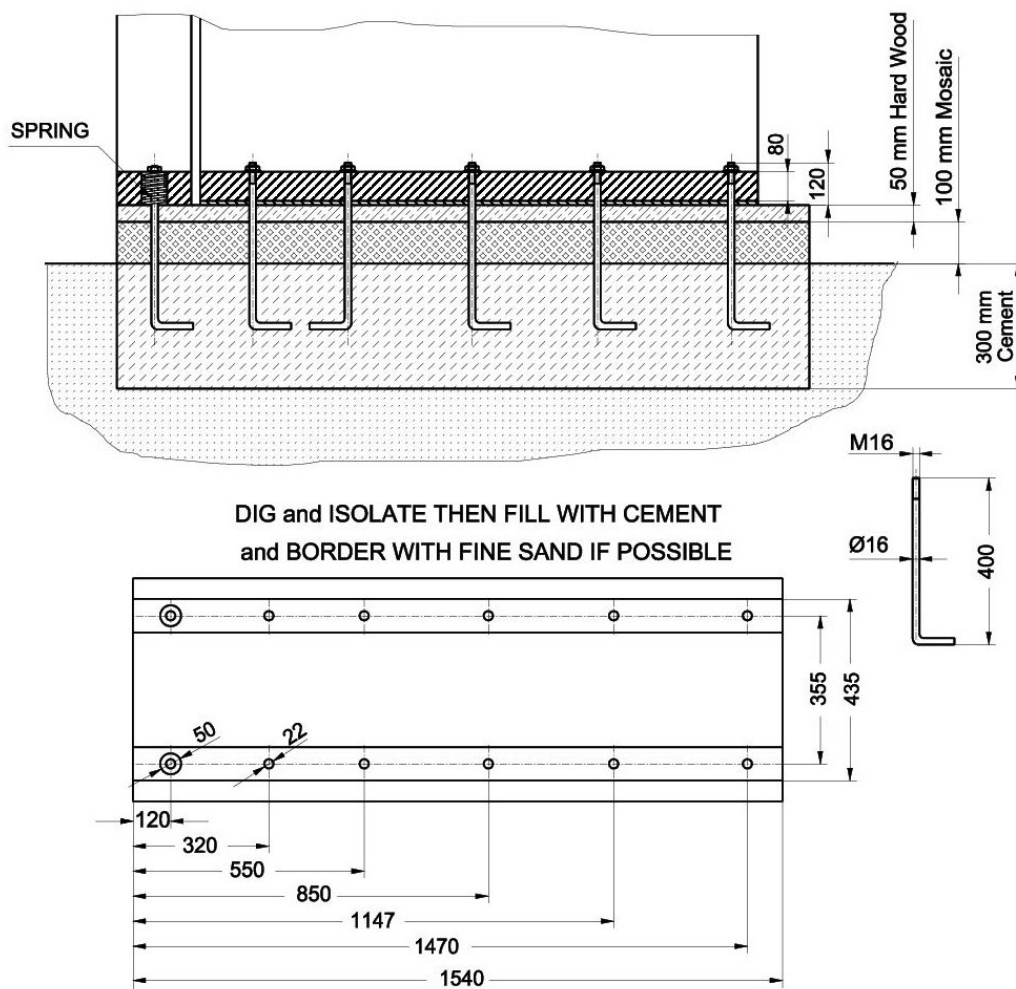 SPRING
80
120
50 mm Hard Wood
100 mm Mosaic
300 mm
Cement
M16
Ø16
400
DIG and ISOLATE THEN FILL WITH CEMENT
and BORDER WITH FINE SAND IF POSSIBLE
355
435
50
22
120
320
550
850
1147
1470
1540